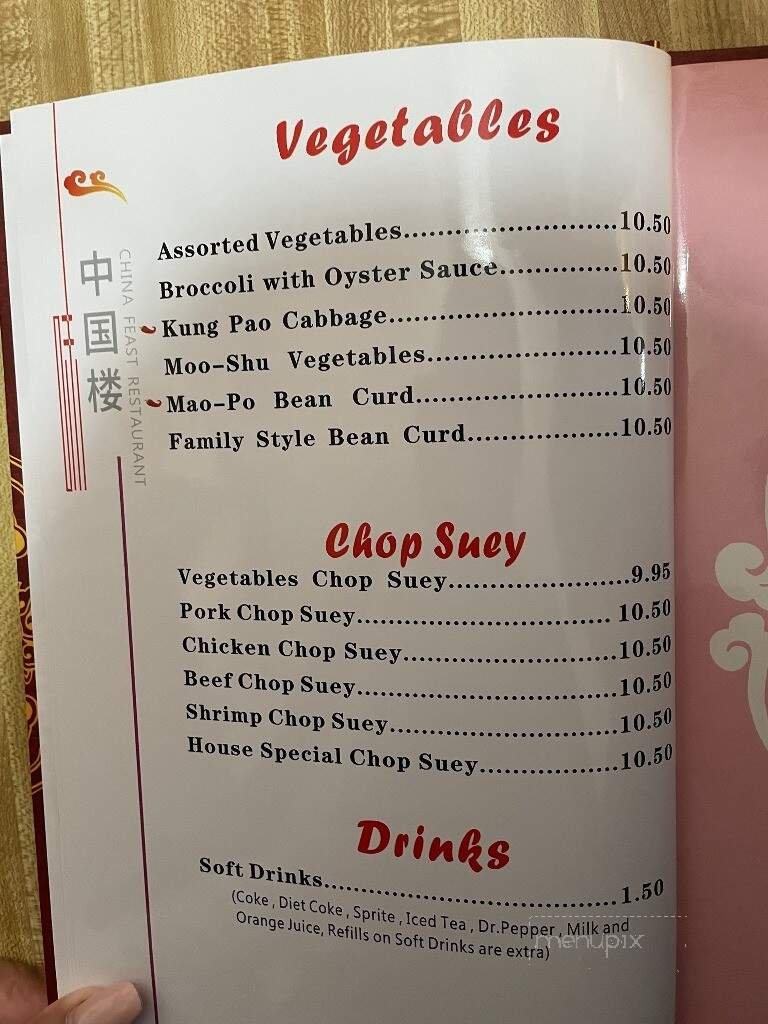 Vegetables
中国楼
CHINA FEAST RESTAURANT
Assorted Vegetables..........................10.50
Broccoli with Oyster Sauce..............10.50
Kung Pao Cabbage............................10.50
Moo-Shu Vegetables.......................10.50
Mao-Po Bean Curd........................10.50
Family Style Bean Curd..................10.50
Chop Suey
Vegetables Chop Suey......................9.95
Pork Chop Suey............................... 10.50
Chicken Chop Suey..........................10.50
Beef Chop Suey................................10.50
Shrimp Chop Suey............................10.50
House Special Chop Suey.................10.50
Drinks
Soft Drinks....................................1.50
(Coke , Diet Coke , Sprite , Iced Tea , Dr.Pepper , Milk and
Orange Juice, Refills on Soft Drinks are extra)
menupix